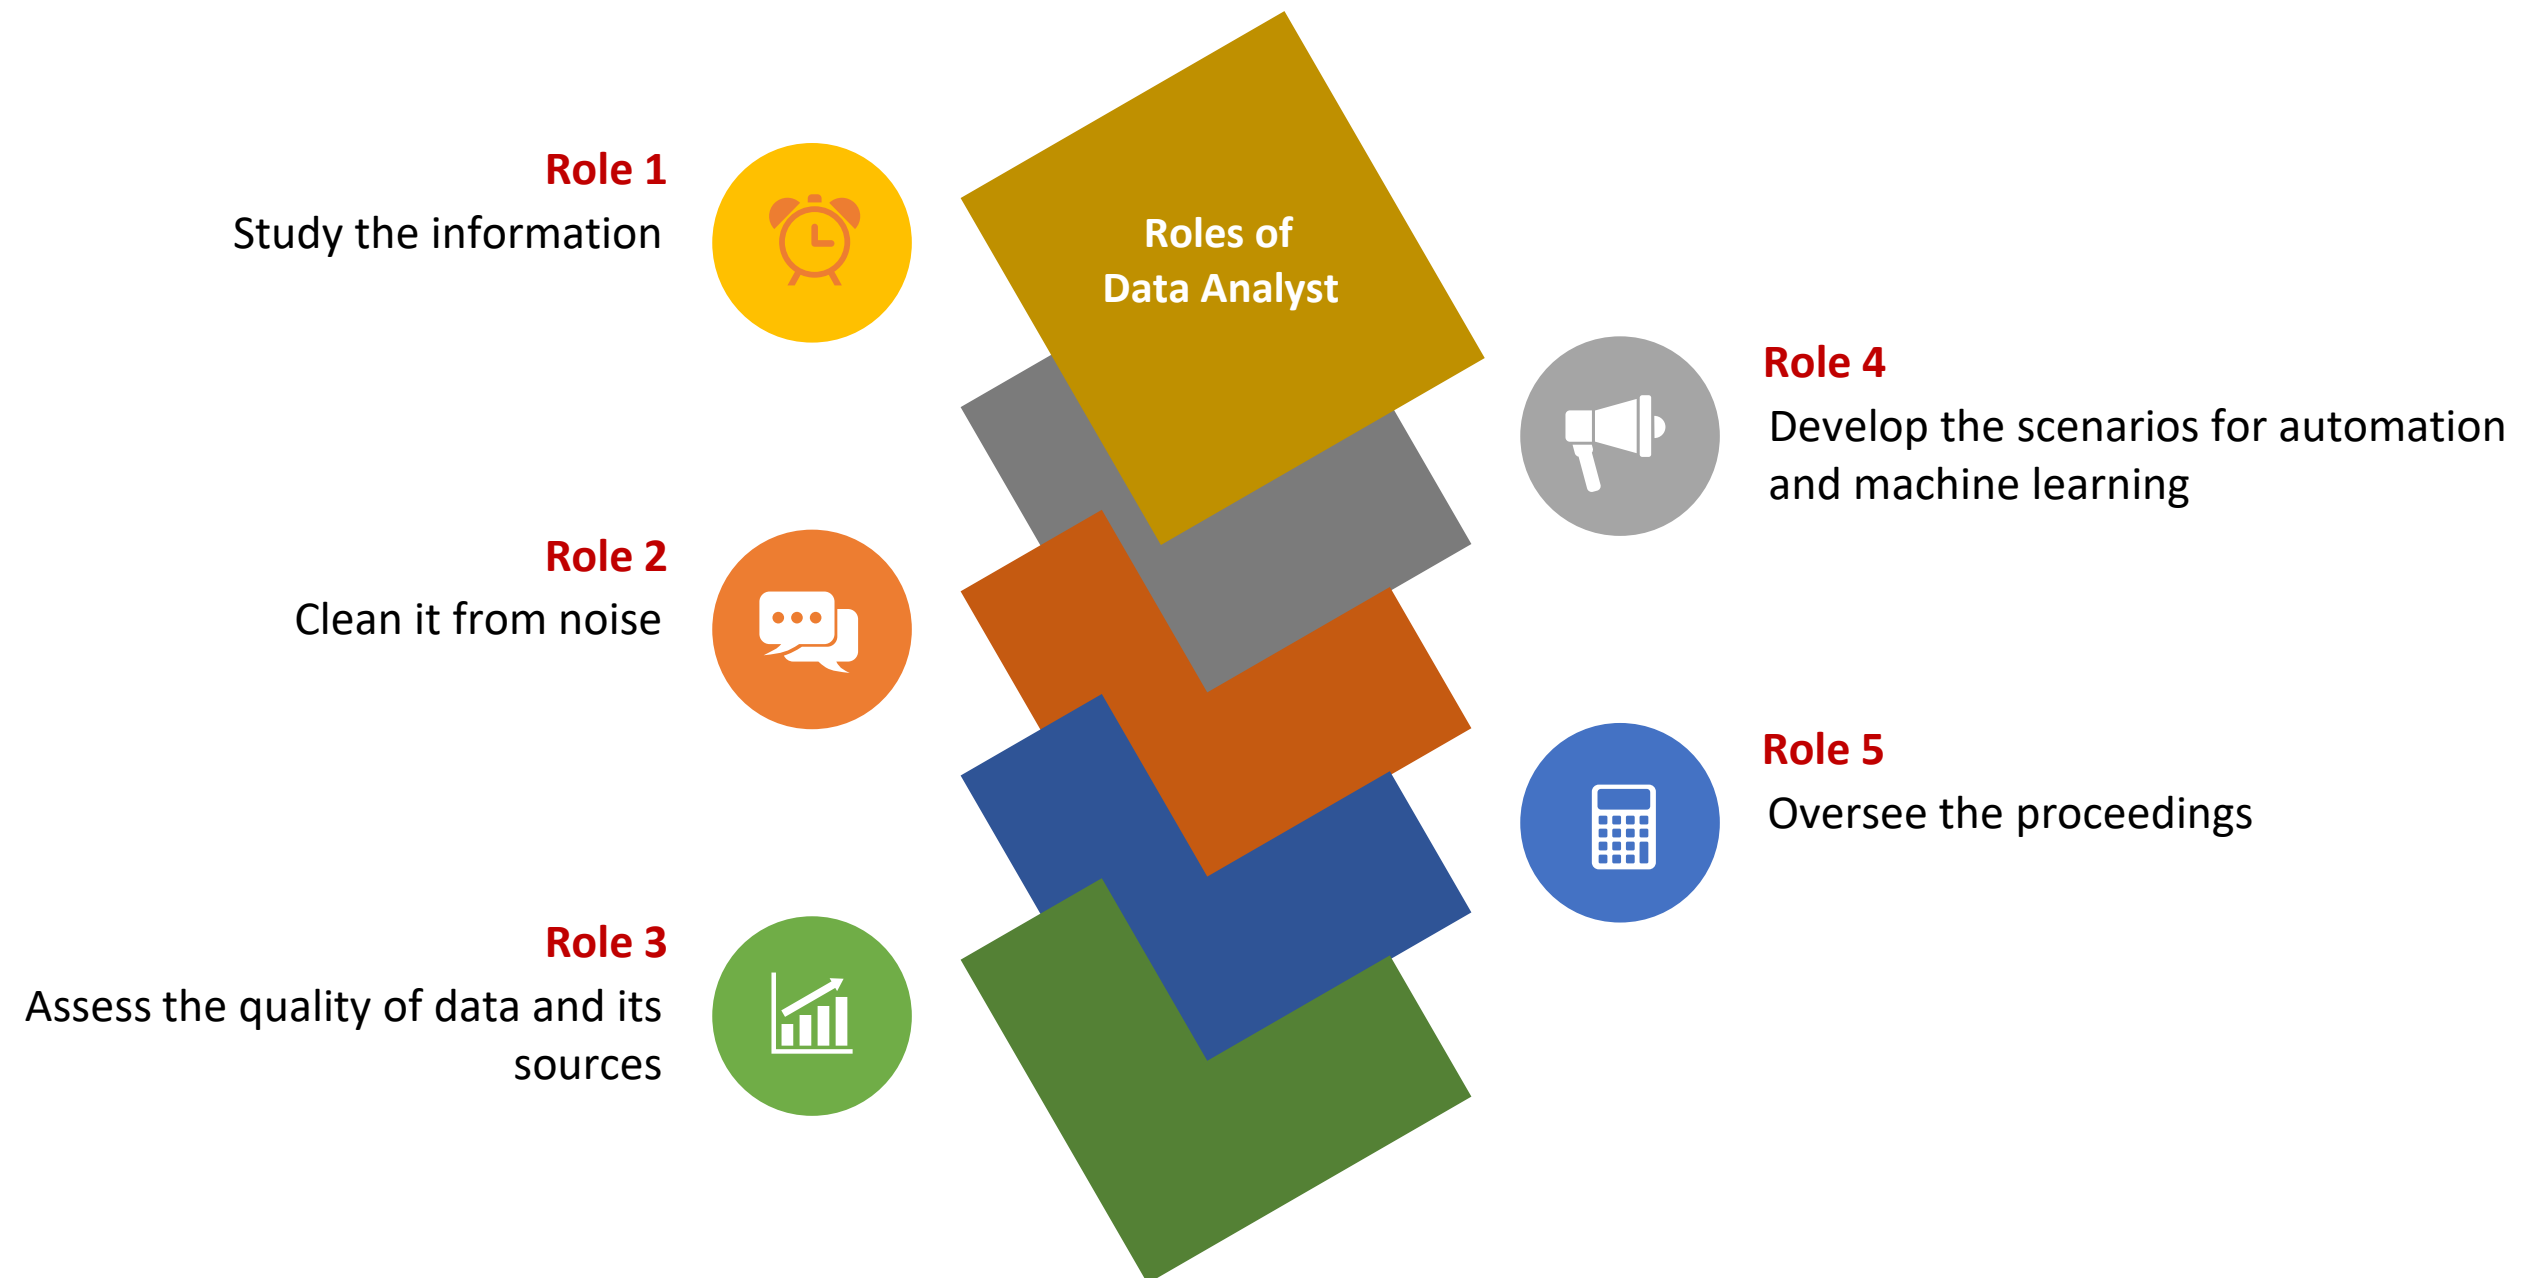 Roles of
Data Analyst
Role 1
Study the information
Role 2
Clean it from noise
Role 3
Assess the quality of data and its
sources
Role 4
Develop the scenarios for automation
and machine learning
Role 5
Oversee the proceedings